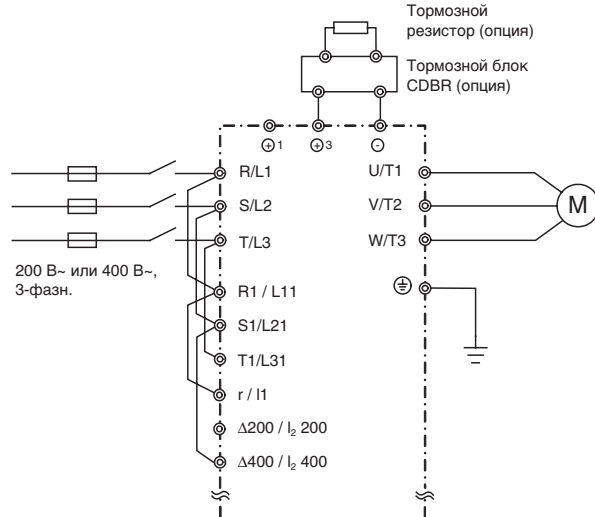 Тормозной
резистор (опция)
Тормозной блок
CDBR (опция)
⊕1
⊕3
⊖
R/L1
U/T1
S/L2
V/T2
M
T/L3
W/T3
200 В~ или 400 В~,
3-фазн.
R1 / L11
S1/L21
T1/L31
r / l1
Δ200 / l₂ 200
Δ400 / l₂ 400